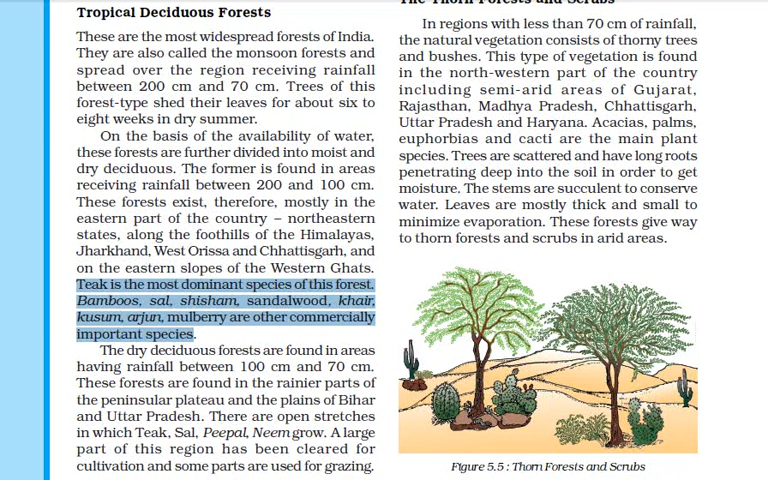 Tropical Deciduous Forests
These are the most widespread forests of India.
They are also called the monsoon forests and
spread over the region receiving rainfall
between 200 cm and 70 cm. Trees of this
forest-type shed their leaves for about six to
eight weeks in dry summer.
On the basis of the availability of water,
these forests are further divided into moist and
dry deciduous. The former is found in areas
receiving rainfall between 200 and 100 cm.
These forests exist, therefore, mostly in the
eastern part of the country – northeastern
states, along the foothills of the Himalayas,
Jharkhand, West Orissa and Chhattisgarh, and
on the eastern slopes of the Western Ghats.
Teak is the most dominant species of this forest.
Bamboos, sal, shisham, sandalwood, khair,
kusum, arjun, mulberry are other commercially
important species.
The dry deciduous forests are found in areas
having rainfall between 100 cm and 70 cm.
These forests are found in the rainier parts of
the peninsular plateau and the plains of Bihar
and Uttar Pradesh. There are open stretches
in which Teak, Sal, Peepal, Neem grow. A large
part of this region has been cleared for
cultivation and some parts are used for grazing.
The Thorn Forests and Scrubs
In regions with less than 70 cm of rainfall,
the natural vegetation consists of thorny trees
and bushes. This type of vegetation is found
in the north-western part of the country
including semi-arid areas of Gujarat,
Rajasthan, Madhya Pradesh, Chhattisgarh,
Uttar Pradesh and Haryana. Acacias, palms,
euphorbias and cacti are the main plant
species. Trees are scattered and have long roots
penetrating deep into the soil in order to get
moisture. The stems are succulent to conserve
water. Leaves are mostly thick and small to
minimize evaporation. These forests give way
to thorn forests and scrubs in arid areas.
Figure 5.5 : Thorn Forests and Scrubs